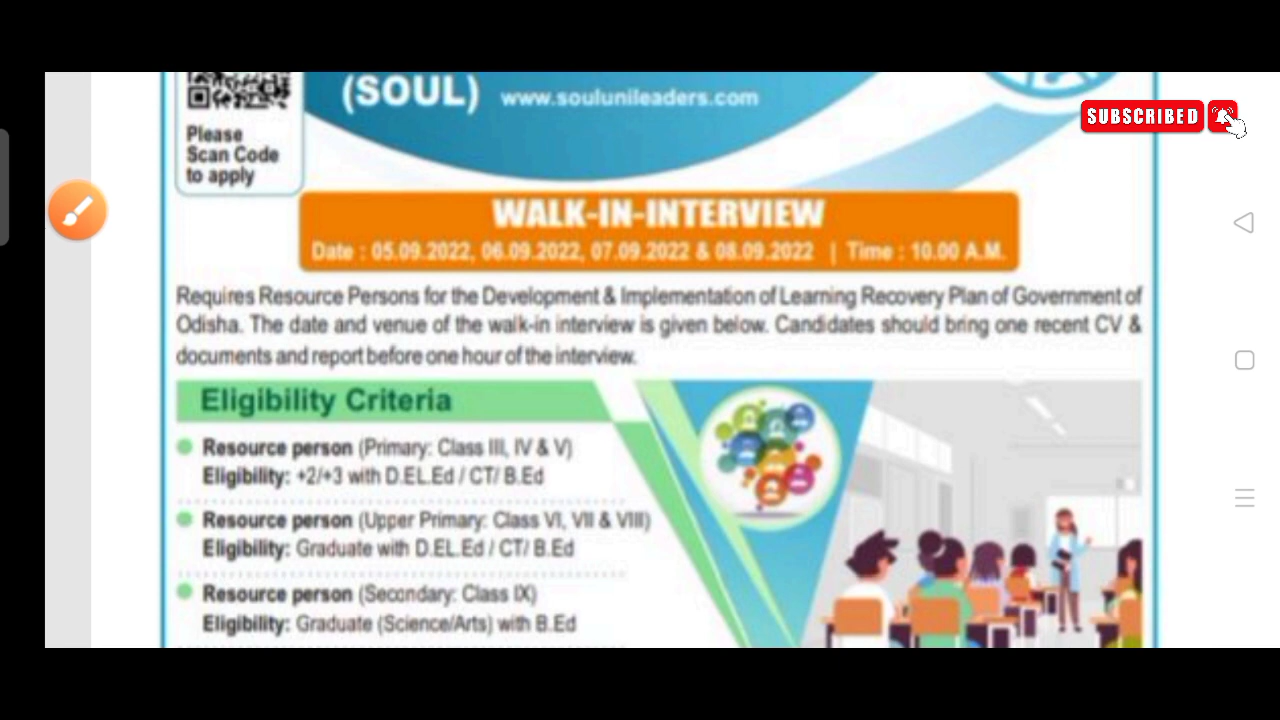 (SOUL) www.soulunileaders.com
SUBSCRIBED
Please
Scan Code
to apply
WALK-IN-INTERVIEW
Date : 05.09.2022, 06.09.2022, 07.09.2022 & 08.09.2022 | Time : 10.00 A.M.
Requires Resource Persons for the Development & Implementation of Learning Recovery Plan of Government of
Odisha. The date and venue of the walk-in interview is given below. Candidates should bring one recent CV &
documents and report before one hour of the interview.
Eligibility Criteria
Resource person (Primary: Class III, IV & V)
Eligibility: +2/+3 with D.EL.Ed / CT/ B.Ed
Resource person (Upper Primary: Class VI, VII & VIII)
Eligibility: Graduate with D.EL.Ed / CT/ B.Ed
Resource person (Secondary: Class IX)
Eligibility: Graduate (Science/Arts) with B.Ed